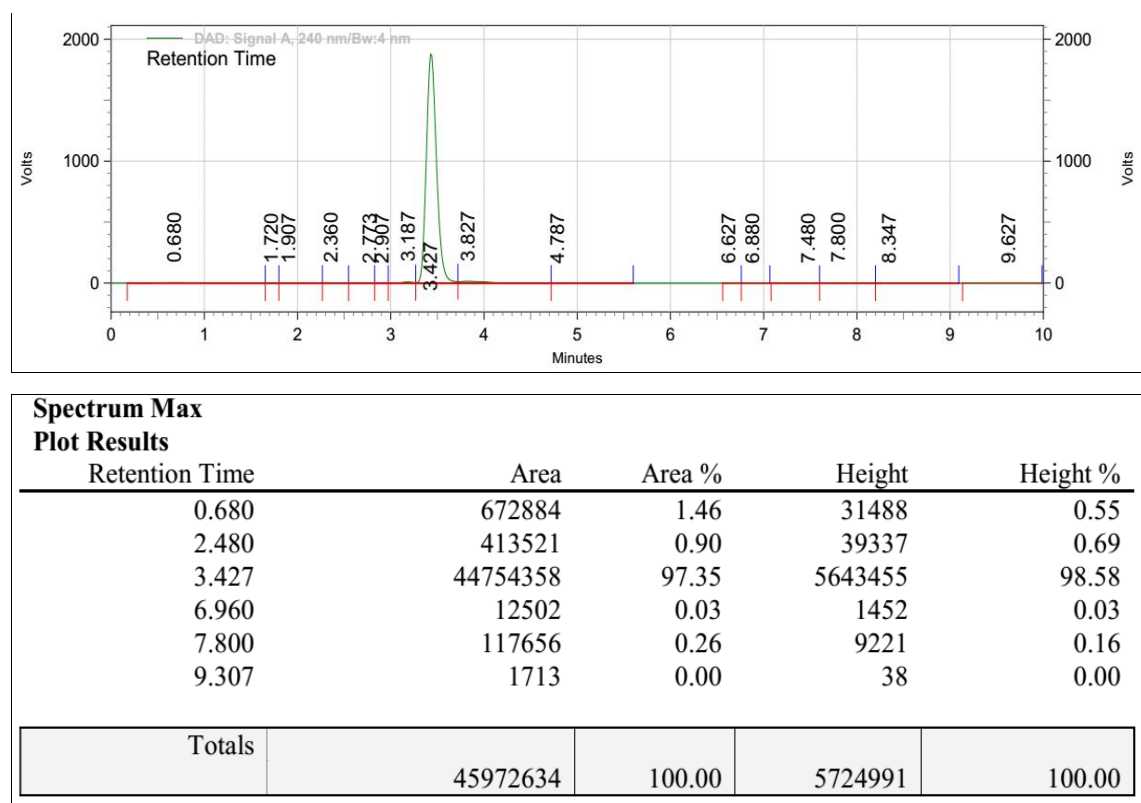 DAD: Signal A, 240 nm/Bw:4 nm
Retention Time
2000
1000
0
Volts
2000
1000
0
Volts
0.680
1.720
1.907
2.360
2.773
2.907
3.187
3.427
3.827
4.787
6.627
6.880
7.480
7.800
8.347
9.627
0 1 2 3 4 5 6 7 8 9 10
Minutes
Spectrum Max
Plot Results
Retention Time Area Area % Height Height %
0.680 672884 1.46 31488 0.55
2.480 413521 0.90 39337 0.69
3.427 44754358 97.35 5643455 98.58
6.960 12502 0.03 1452 0.03
7.800 117656 0.26 9221 0.16
9.307 1713 0.00 38 0.00
Totals
45972634 100.00 5724991 100.00